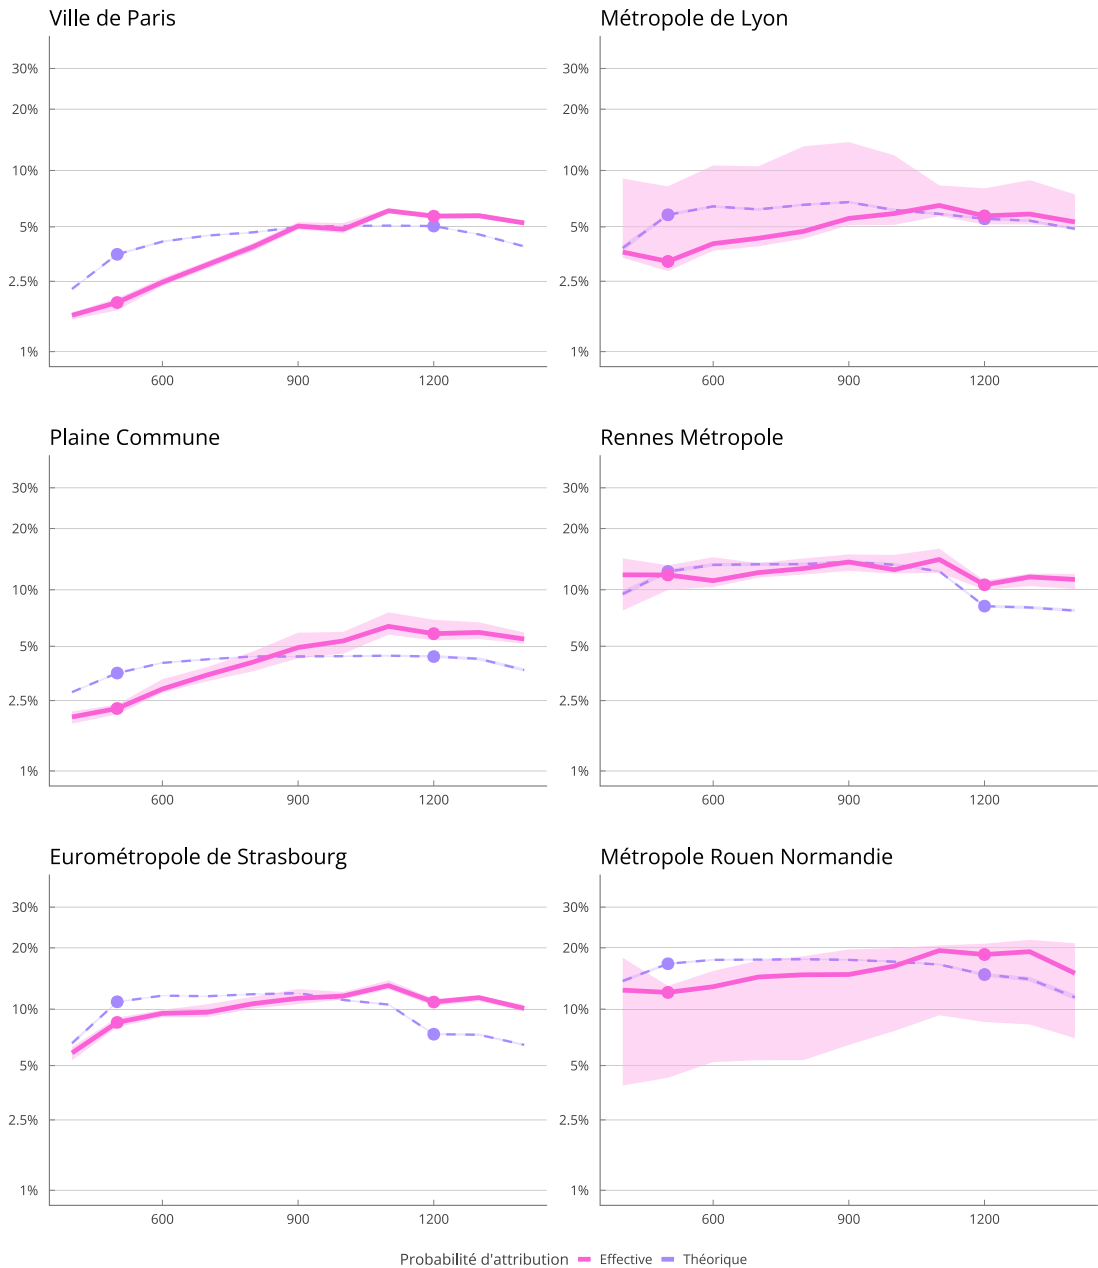 Ville de Paris
30%
20%
10%
5%
2.5%
1%
600 900 1200
Métropole de Lyon
30%
20%
10%
5%
2.5%
1%
600 900 1200
Plaine Commune
30%
20%
10%
5%
2.5%
1%
600 900 1200
Rennes Métropole
30%
20%
10%
5%
2.5%
1%
600 900 1200
Eurométropole de Strasbourg
30%
20%
10%
5%
2.5%
1%
600 900 1200
Métropole Rouen Normandie
30%
20%
10%
5%
2.5%
1%
600 900 1200
Probabilité d'attribution Effective Théorique